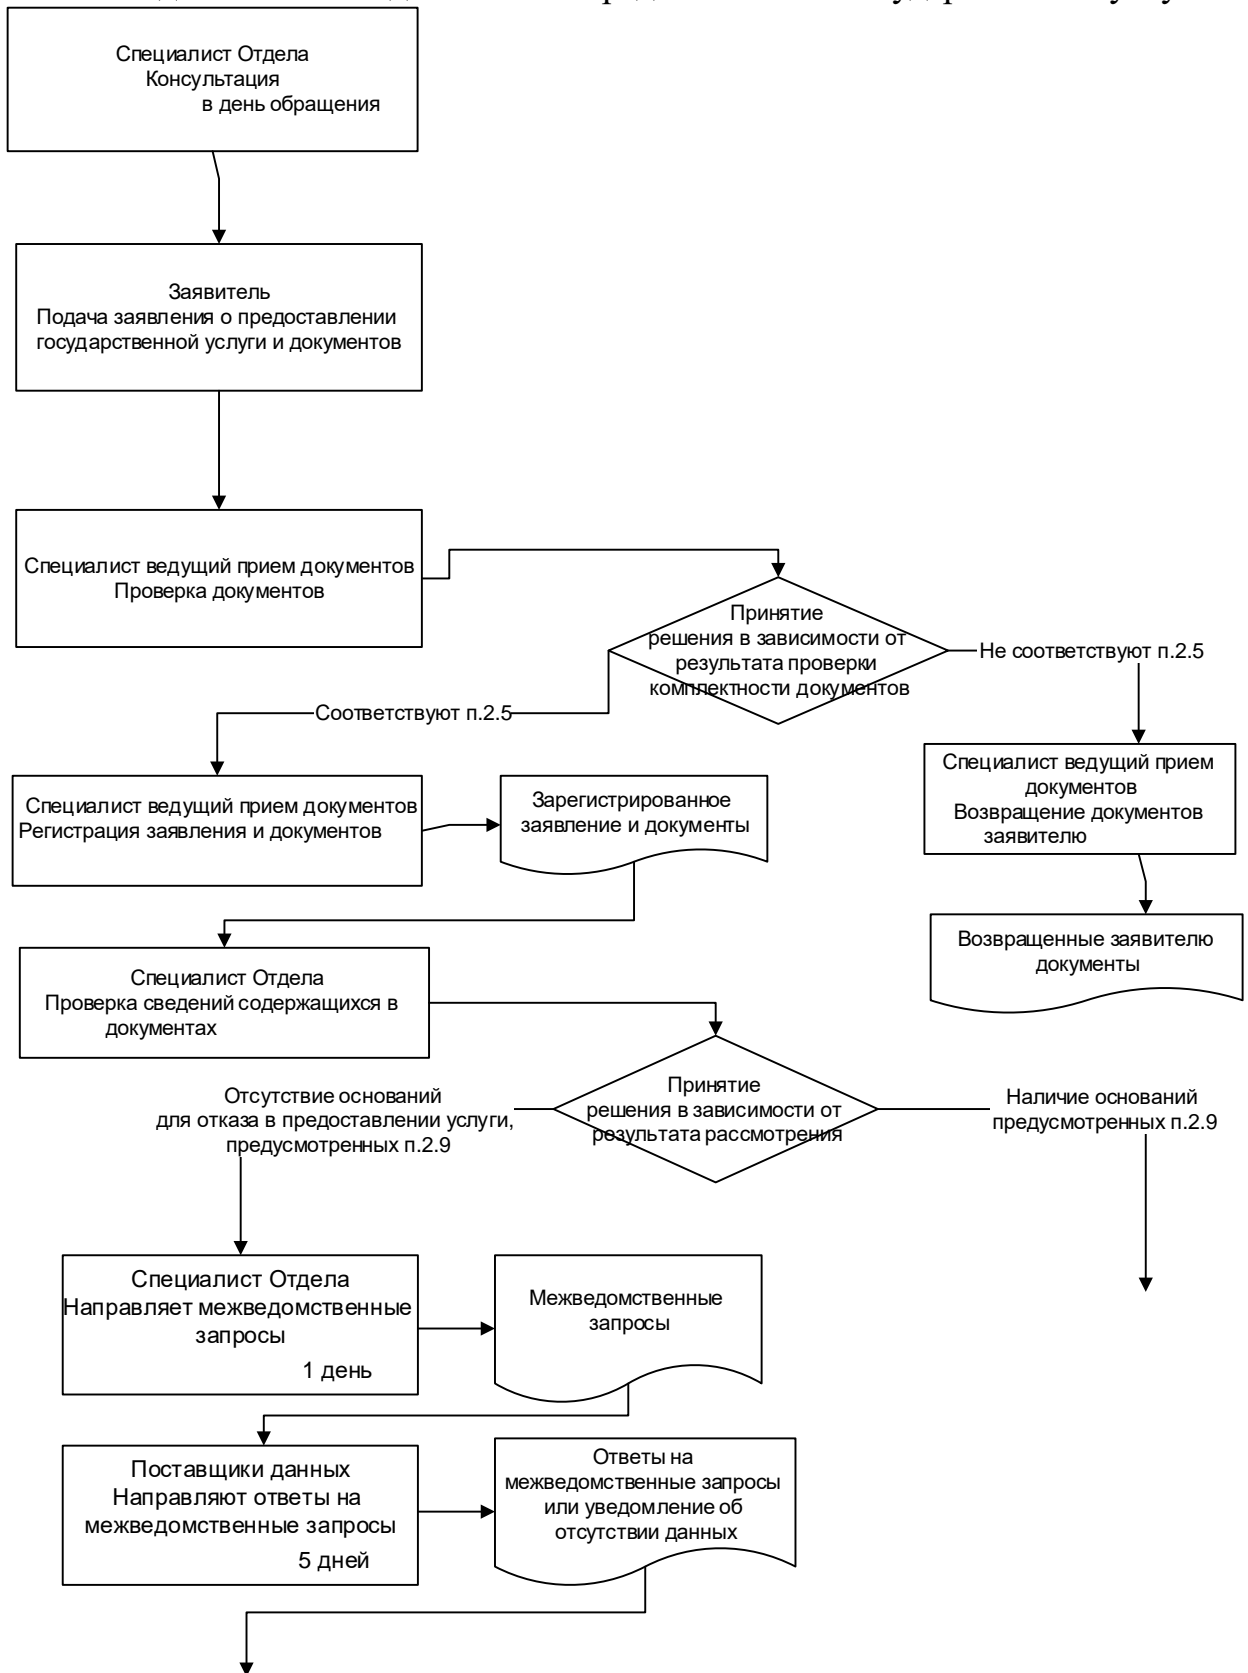 Специалист Отдела
Консультация
в день обращения
Заявитель
Подача заявления о предоставлении
государственной услуги и документов
Специалист ведущий прием документов
Проверка документов
Принятие
решения в зависимости от
результата проверки
комплектности документов
Не соответствуют п.2.5
Соответствуют п.2.5
Специалист ведущий прием
документов
Возвращение документов
заявителю
Специалист ведущий прием документов
Регистрация заявления и документов
Зарегистрированное
заявление и документы
Возвращенные заявителю
документы
Специалист Отдела
Проверка сведений содержащихся в
документах
Принятие
решения в зависимости от
результата рассмотрения
Отсутствие оснований
для отказа в предоставлении услуги,
предусмотренных п.2.9
Наличие оснований
предусмотренных п.2.9
Специалист Отдела
Направляет межведомственные
запросы
1 день
Межведомственные
запросы
Поставщики данных
Направляют ответы на
межведомственные запросы
5 дней
Ответы на
межведомственные запросы
или уведомление об
отсутствии данных